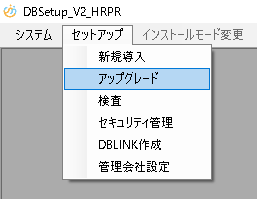 DBSetup_V2_HRPR
システム セットアップ インストールモード変更
新規導入
アップグレード
検査
セキュリティ管理
DBLINK作成
管理会社設定